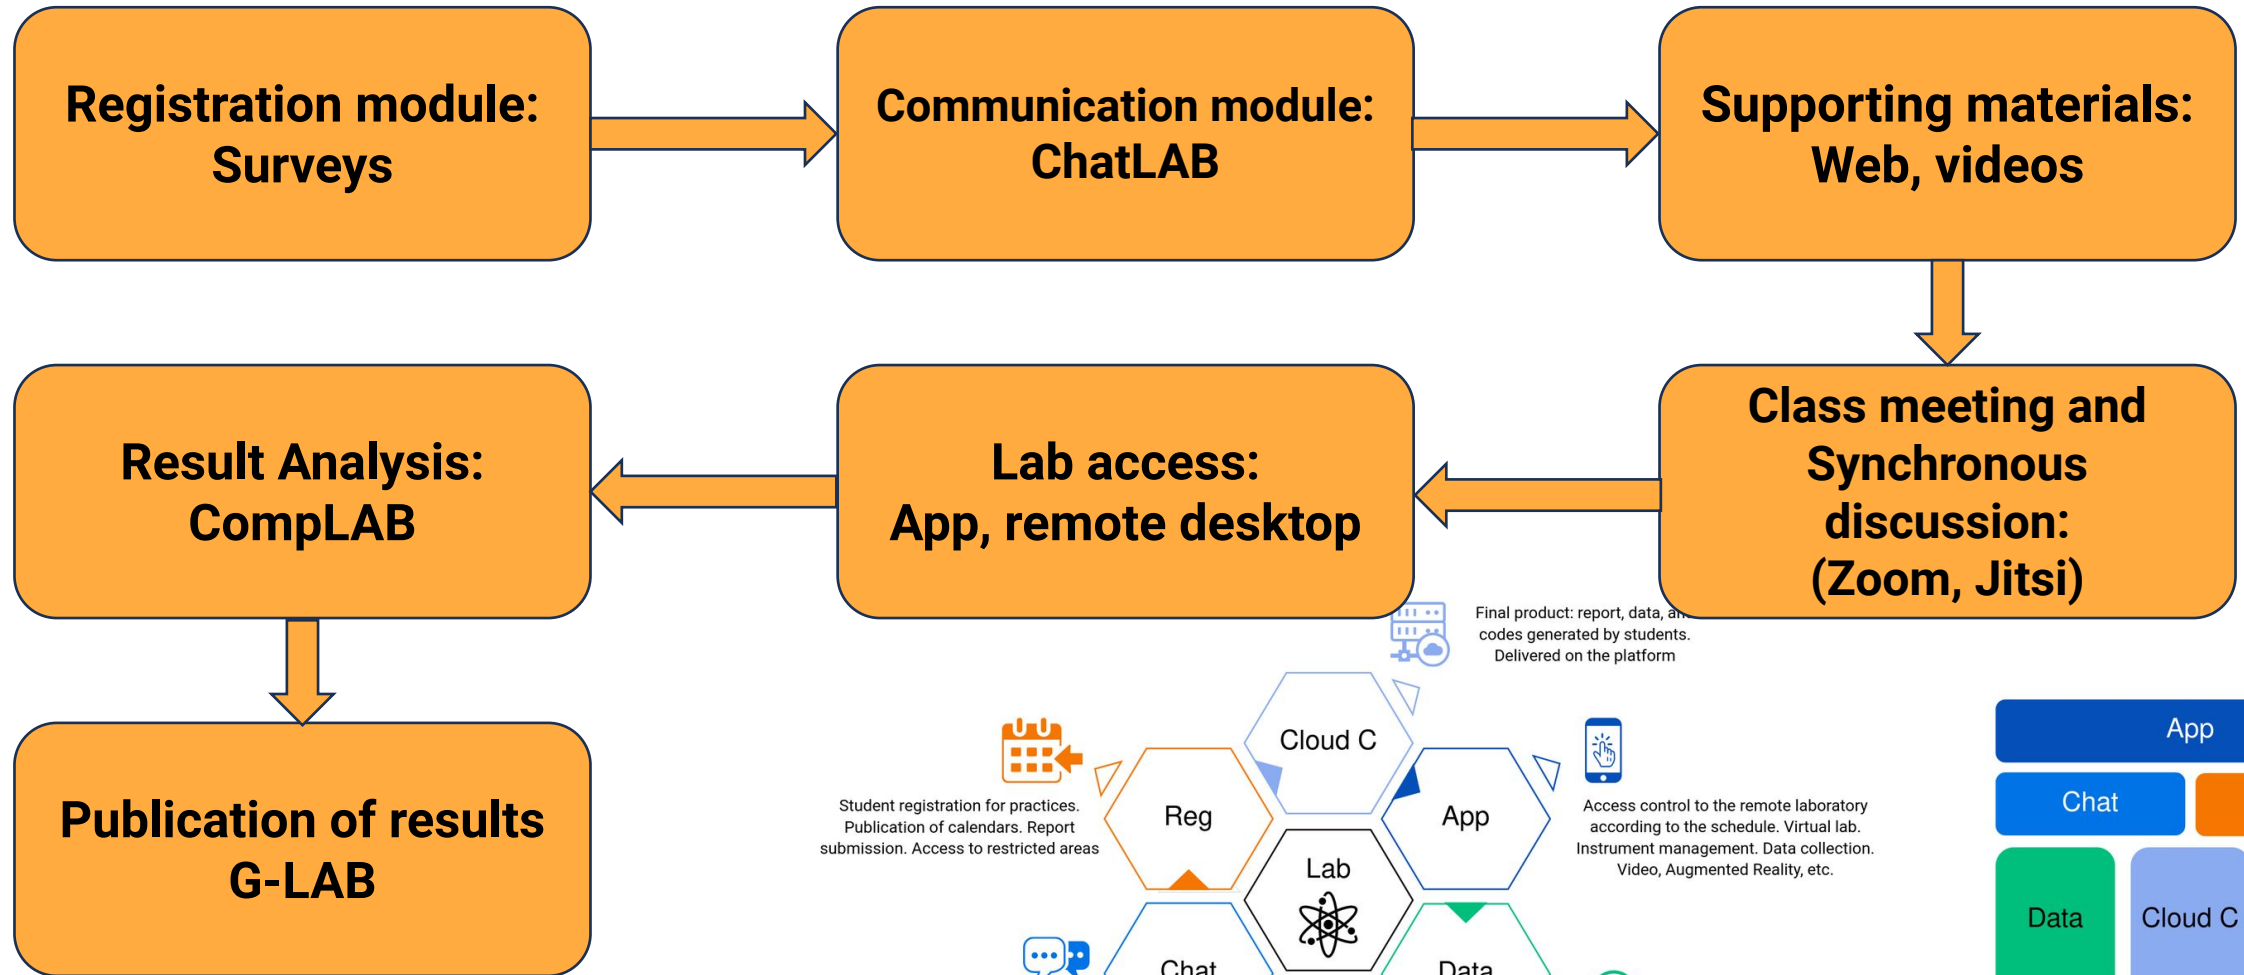 Registration module:
Surveys
Communication module:
ChatLAB
Supporting materials:
Web, videos
Class meeting and
Synchronous
discussion:
(Zoom, Jitsi)
Lab access:
App, remote desktop
Result Analysis:
CompLAB
Publication of results
G-LAB
Final product: report, data,
codes generated by students.
Delivered on the platform
Cloud C
Reg
App
Student registration for practices.
Publication of calendars. Report
submission. Access to restricted areas
Access control to the remote laboratory
according to the schedule. Virtual lab.
Instrument management. Data collection.
Video, Augmented Reality, etc.
Lab
Chat
Data
App
Chat
Data
Cloud C